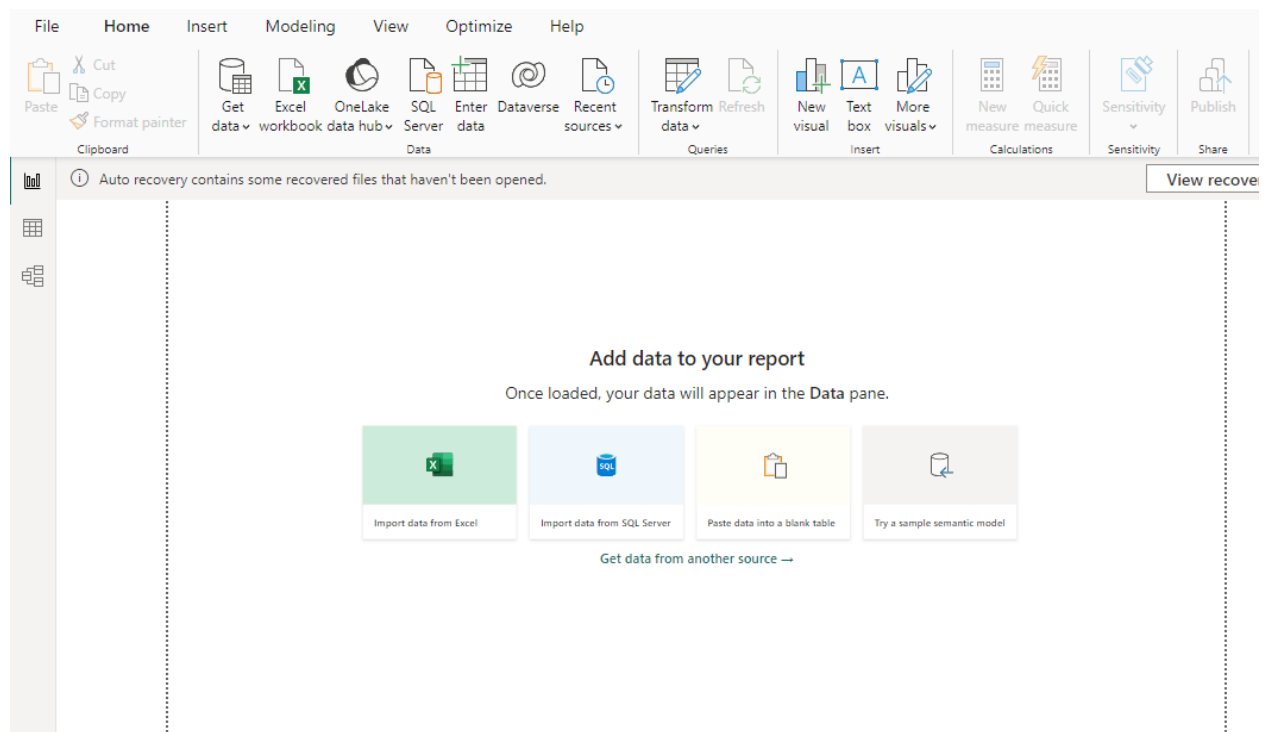 File Home Insert Modeling View Optimize Help
Paste
Cut
Copy
Format painter
Clipboard
Get data
Excel workbook
OneLake data hub
SQL Server
Enter data
Dataverse
Recent sources
Data
Transform data
Refresh
Queries
New visual
Text box
More visuals
Insert
New measure
Quick measure
Calculations
Sensitivity
Sensitivity
Publish
Share
Auto recovery contains some recovered files that haven't been opened.
View recove
Add data to your report
Once loaded, your data will appear in the Data pane.
X
SQL
Import data from Excel
Import data from SQL Server
Paste data into a blank table
Try a sample semantic model
Get data from another source →